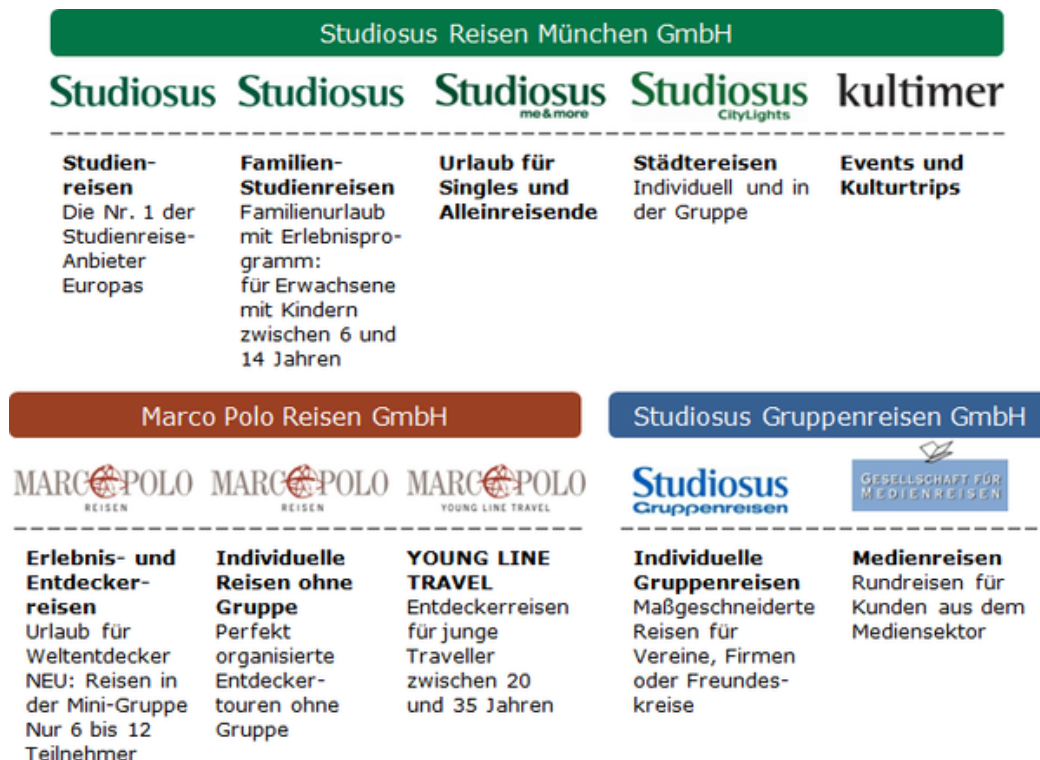 Studiosus Reisen München GmbH
Studiosus
Studiosus
Studiosus
me&more
Studiosus
CityLights
kultimer
Studien-
reisen
Die Nr. 1 der
Studienreise-
Anbieter
Europas
Familien-
Studienreisen
Familienurlaub
mit Erlebnispro-
gramm:
für Erwachsene
mit Kindern
zwischen 6 und
14 Jahren
Urlaub für
Singles und
Alleinreisende
Städtereisen
Individuell und in
der Gruppe
Events und
Kulturtrips
Marco Polo Reisen GmbH
MARCO POLO
REISEN
MARCO POLO
REISEN
MARCO POLO
YOUNG LINE TRAVEL
Erlebnis- und
Entdecker-
reisen
Urlaub für
Weltentdecker
NEU: Reisen in
der Mini-Gruppe
Nur 6 bis 12
Teilnehmer
Individuelle
Reisen ohne
Gruppe
Perfekt
organisierte
Entdecker-
touren ohne
Gruppe
YOUNG LINE
TRAVEL
Entdeckerreisen
für junge
Traveller
zwischen 20
und 35 Jahren
Studiosus Gruppenreisen GmbH
Studiosus
Gruppenreisen
GESELLSCHAFT FÜR
MEDIENREISEN
Individuelle
Gruppenreisen
Maßgeschneiderte
Reisen für
Vereine, Firmen
oder Freundes-
kreise
Medienreisen
Rundreisen für
Kunden aus dem
Mediensektor